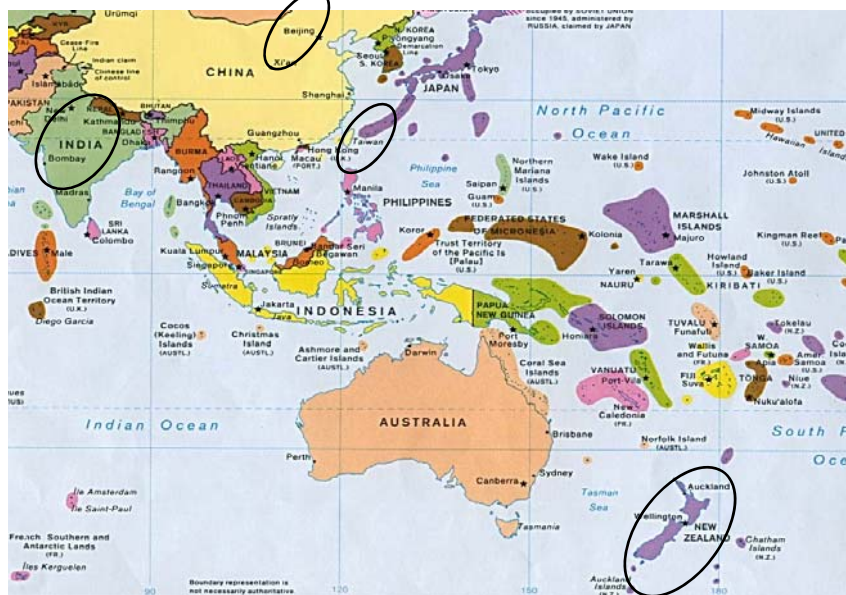 Ürümqi
OCCUPIED BY SOVIET UNION
since 1945, administered by
RUSSIA, claimed by JAPAN
Beijing
N. KOREA
P'yongyang
Demarcation
Line
Seoul
S. KOREA
Cease Fire
Line
Indian claim
Chinese line
of control
Islāmābād
CHINA
Xi'an
Tokyo
Osaka
JAPAN
Shanghai
PAKISTAN
New
Delhi
NEPAL
Kathmandu
BHUTAN
Thimphu
BANGLADESH
Dhaka
INDIA
Bombay
Madras
BURMA
Rangoon
LAOS
Hanoi
Vientiane
Guangzhou
Hong Kong
(U.K.)
Macau
(PORT.)
Taiwan
North Pacific
Ocean
Midway Islands
(U.S.)
Hawaiian
Islands
UNITED
Wake Island
(U.S.)
Johnston Atoll
(U.S.)
Philippine
Sea
Northern
Mariana
Islands
(U.S.)
Saipan
Guam
(U.S.)
Manila
PHILIPPINES
Bay of
Bengal
THAILAND
Bangkok
VIETNAM
CAMBODIA
Phnom
Penh
Spratly
Islands
SRI
LANKA
Colombo
Male
FEDERATED STATES
OF MICRONESIA
Kolonia
MARSHALL
ISLANDS
Majuro
Kingman Reef
(U.S.)
Koror
Trust Territory
of the Pacific Is
[Palau]
(U.S.)
Kuala Lumpur
MALAYSIA
BRUNEI
Bandar Seri
Begawan
Borneo
Singapore
SINGAPORE
Sumatra
Howland
Island
(U.S.)
Baker Island
(U.S.)
Tarawa
Yaren
NAURU
KIRIBATI
British Indian
Ocean Territory
(U.K.)
Diego Garcia
Jakarta
Java
INDONESIA
PAPUA
NEW GUINEA
Port
Moresby
SOLOMON
ISLANDS
Honiara
TUVALU
Funafuti
Tokelau
(N.Z.)
Cocos
(Keeling)
Islands
(AUSTL.)
Christmas
Island
(AUSTL.)
Ashmore and
Cartier Islands
(AUSTL.)
Darwin
Coral Sea
Islands
(AUSTL.)
Wallis
and Futuna
(FR.)
W.
SAMOA
Apia
Amer
Samoa
(U.S.)
VANUATU
Port-Vila
FIJI
Suva
TONGA
Niue
(N.Z.)
Nuku'alofa
New
Caledonia
(FR.)
Indian Ocean
AUSTRALIA
Brisbane
Norfolk Island
(AUSTL.)
Perth
Sydney
Canberra
Tasman
Sea
Tasmania
Auckland
Wellington
NEW
ZEALAND
Chatham
Islands
(N.Z.)
Auckland
Île Amsterdam
Île Saint-Paul
French Southern and
Antarctic Lands
(FR.)
Îles Kerguelen
Boundary representation is
not necessarily authoritative.
90
120
150
180